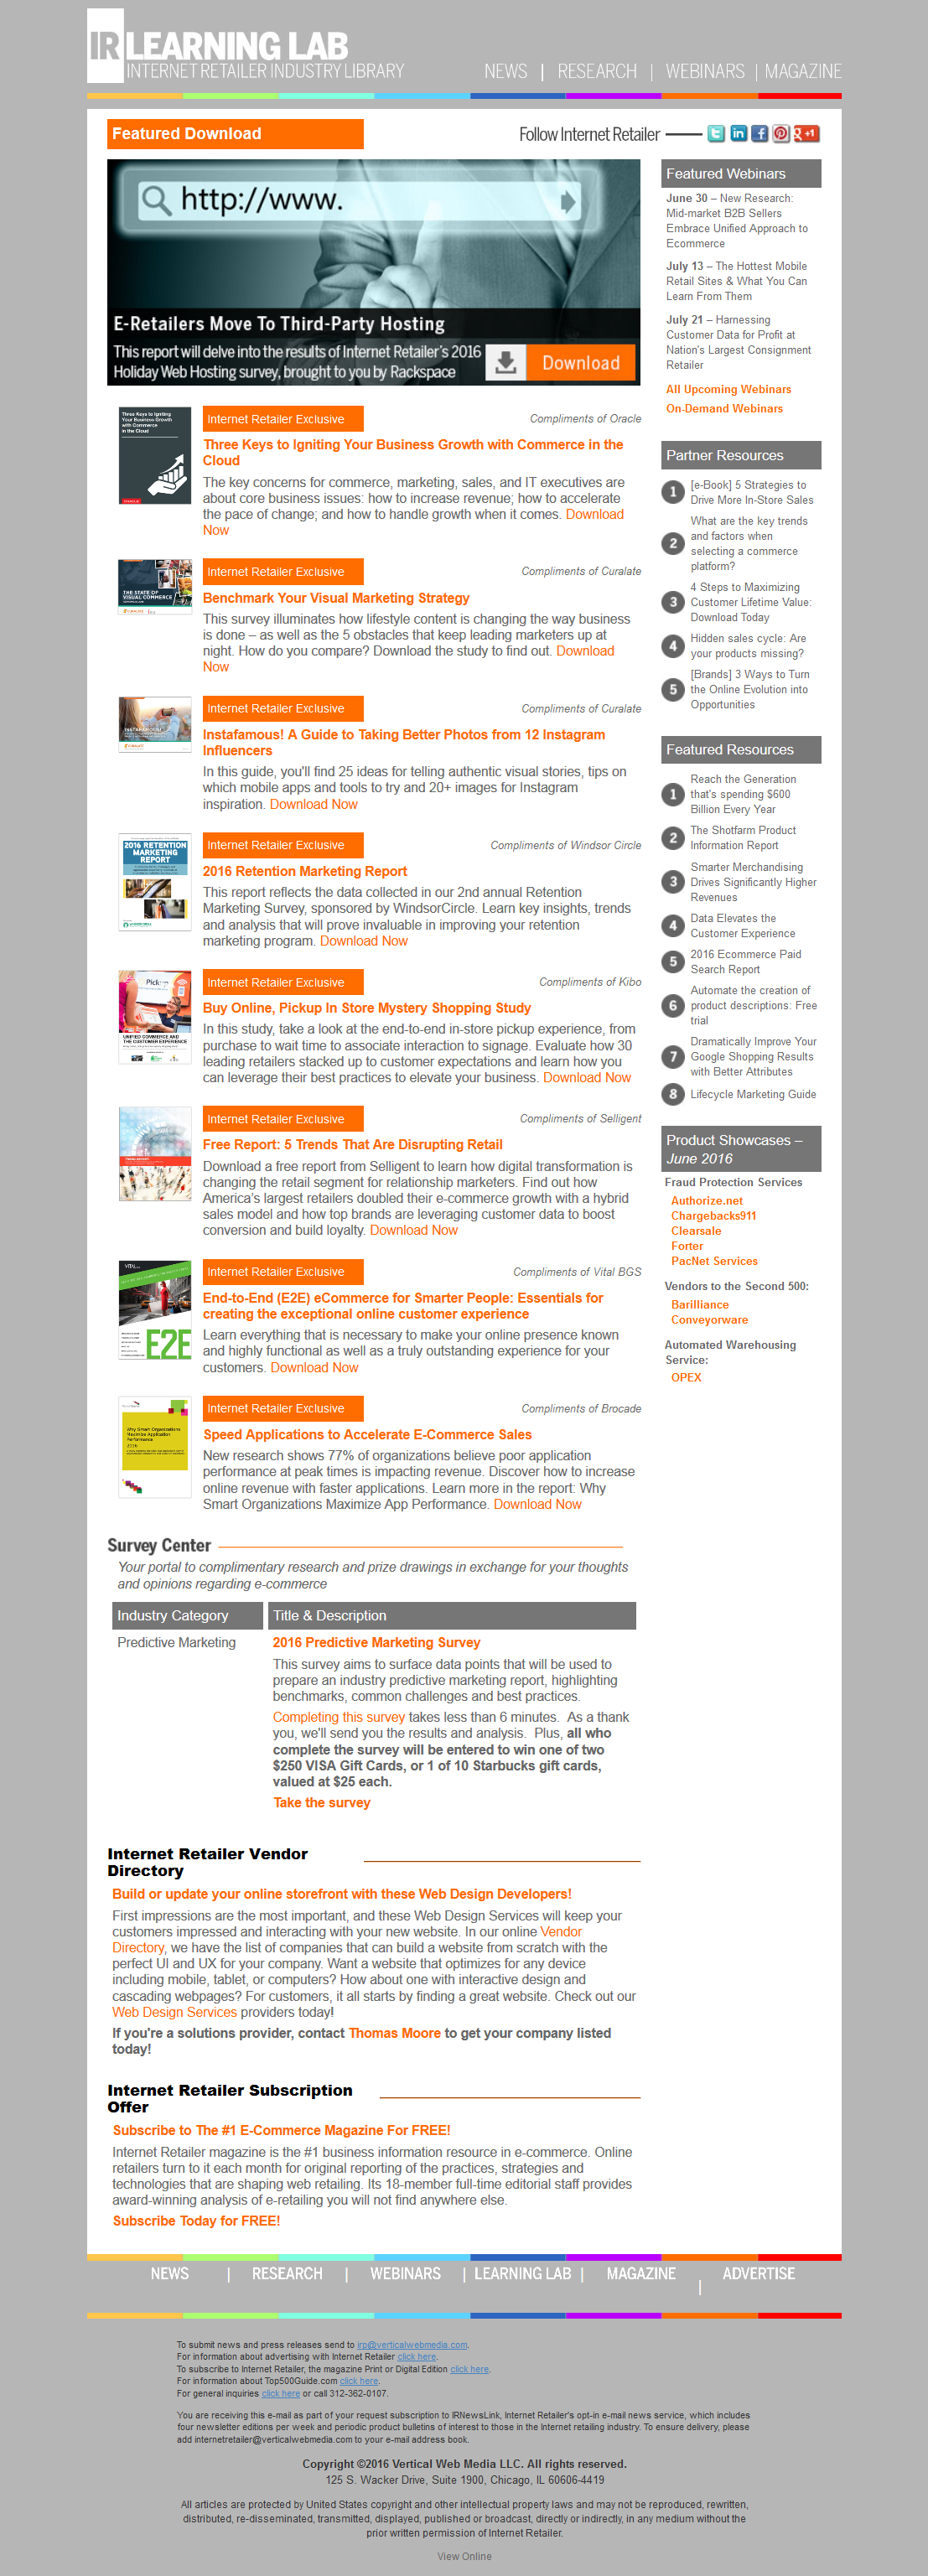 IR LEARNING LAB
INTERNET RETAILER INDUSTRY LIBRARY
NEWS | RESEARCH | WEBINARS | MAGAZINE
Featured Download
Follow Internet Retailer
http://www.
E-Retailers Move To Third-Party Hosting
This report will delve into the results of Internet Retailer's 2016
Holiday Web Hosting survey, brought to you by Rackspace
Download
Three Keys to Igniting
Your Business Growth
with Commerce
in the Cloud
Internet Retailer Exclusive
Compliments of Oracle
Three Keys to Igniting Your Business Growth with Commerce in the
Cloud
The key concerns for commerce, marketing, sales, and IT executives are
about core business issues: how to increase revenue; how to accelerate
the pace of change; and how to handle growth when it comes. Download
Now
THE STATE OF
VISUAL COMMERCE
Internet Retailer Exclusive
Compliments of Curalate
Benchmark Your Visual Marketing Strategy
This survey illuminates how lifestyle content is changing the way business
is done – as well as the 5 obstacles that keep leading marketers up at
night. How do you compare? Download the study to find out. Download
Now
Internet Retailer Exclusive
Compliments of Curalate
Instafamous! A Guide to Taking Better Photos from 12 Instagram
Influencers
In this guide, you'll find 25 ideas for telling authentic visual stories, tips on
which mobile apps and tools to try and 20+ images for Instagram
inspiration. Download Now
2016 RETENTION
MARKETING
REPORT
Internet Retailer Exclusive
Compliments of Windsor Circle
2016 Retention Marketing Report
This report reflects the data collected in our 2nd annual Retention
Marketing Survey, sponsored by WindsorCircle. Learn key insights, trends
and analysis that will prove invaluable in improving your retention
marketing program. Download Now
Pick
UNIFIED COMMERCE AND
THE CUSTOMER EXPERIENCE
Internet Retailer Exclusive
Compliments of Kibo
Buy Online, Pickup In Store Mystery Shopping Study
In this study, take a look at the end-to-end in-store pickup experience, from
purchase to wait time to associate interaction to signage. Evaluate how 30
leading retailers stacked up to customer expectations and learn how you
can leverage their best practices to elevate your business. Download Now
Internet Retailer Exclusive
Compliments of Selligent
Free Report: 5 Trends That Are Disrupting Retail
Download a free report from Selligent to learn how digital transformation is
changing the retail segment for relationship marketers. Find out how
America's largest retailers doubled their e-commerce growth with a hybrid
sales model and how top brands are leveraging customer data to boost
conversion and build loyalty. Download Now
E2E
Internet Retailer Exclusive
Compliments of Vital BGS
End-to-End (E2E) eCommerce for Smarter People: Essentials for
creating the exceptional online customer experience
Learn everything that is necessary to make your online presence known
and highly functional as well as a truly outstanding experience for your
customers. Download Now
Why Smart Organizations
Maximize Application
Performance
2016
Internet Retailer Exclusive
Compliments of Brocade
Speed Applications to Accelerate E-Commerce Sales
New research shows 77% of organizations believe poor application
performance at peak times is impacting revenue. Discover how to increase
online revenue with faster applications. Learn more in the report: Why
Smart Organizations Maximize App Performance. Download Now
Survey Center
Your portal to complimentary research and prize drawings in exchange for your thoughts
and opinions regarding e-commerce
Industry Category
Title & Description
Predictive Marketing
2016 Predictive Marketing Survey
This survey aims to surface data points that will be used to
prepare an industry predictive marketing report, highlighting
benchmarks, common challenges and best practices.
Completing this survey takes less than 6 minutes. As a thank
you, we'll send you the results and analysis. Plus, all who
complete the survey will be entered to win one of two
$250 VISA Gift Cards, or 1 of 10 Starbucks gift cards,
valued at $25 each.
Take the survey
Internet Retailer Vendor
Directory
Build or update your online storefront with these Web Design Developers!
First impressions are the most important, and these Web Design Services will keep your
customers impressed and interacting with your new website. In our online Vendor
Directory, we have the list of companies that can build a website from scratch with the
perfect UI and UX for your company. Want a website that optimizes for any device
including mobile, tablet, or computers? How about one with interactive design and
cascading webpages? For customers, it all starts by finding a great website. Check out our
Web Design Services providers today!
If you're a solutions provider, contact Thomas Moore to get your company listed
today!
Internet Retailer Subscription
Offer
Subscribe to The #1 E-Commerce Magazine For FREE!
Internet Retailer magazine is the #1 business information resource in e-commerce. Online
retailers turn to it each month for original reporting of the practices, strategies and
technologies that are shaping web retailing. Its 18-member full-time editorial staff provides
award-winning analysis of e-retailing you will not find anywhere else.
Subscribe Today for FREE!
Featured Webinars
June 30 – New Research:
Mid-market B2B Sellers
Embrace Unified Approach to
Ecommerce
July 13 – The Hottest Mobile
Retail Sites & What You Can
Learn From Them
July 21 – Harnessing
Customer Data for Profit at
Nation's Largest Consignment
Retailer
All Upcoming Webinars
On-Demand Webinars
Partner Resources
1 [e-Book] 5 Strategies to
Drive More In-Store Sales
2 What are the key trends
and factors when
selecting a commerce
platform?
3 4 Steps to Maximizing
Customer Lifetime Value:
Download Today
4 Hidden sales cycle: Are
your products missing?
5 [Brands] 3 Ways to Turn
the Online Evolution into
Opportunities
Featured Resources
1 Reach the Generation
that's spending $600
Billion Every Year
2 The Shotfarm Product
Information Report
3 Smarter Merchandising
Drives Significantly Higher
Revenues
4 Data Elevates the
Customer Experience
5 2016 Ecommerce Paid
Search Report
6 Automate the creation of
product descriptions: Free
trial
7 Dramatically Improve Your
Google Shopping Results
with Better Attributes
8 Lifecycle Marketing Guide
Product Showcases –
June 2016
Fraud Protection Services
Authorize.net
Chargebacks911
Clearsale
Forter
PacNet Services
Vendors to the Second 500:
Barilliance
Conveyorware
Automated Warehousing
Service:
OPEX
NEWS | RESEARCH | WEBINARS | LEARNING LAB | MAGAZINE | ADVERTISE
To submit news and press releases send to irp@verticalwebmedia.com.
For information about advertising with Internet Retailer click here.
To subscribe to Internet Retailer, the magazine Print or Digital Edition click here.
For information about Top500Guide.com click here.
For general inquiries click here or call 312-362-0107.
You are receiving this e-mail as part of your request subscription to IRNewsLink, Internet Retailer's opt-in e-mail news service, which includes
four newsletter editions per week and periodic product bulletins of interest to those in the Internet retailing industry. To ensure delivery, please
add internetretailer@verticalwebmedia.com to your e-mail address book.
Copyright ©2016 Vertical Web Media LLC. All rights reserved.
125 S. Wacker Drive, Suite 1900, Chicago, IL 60606-4419
All articles are protected by United States copyright and other intellectual property laws and may not be reproduced, rewritten,
distributed, re-disseminated, transmitted, displayed, published or broadcast, directly or indirectly, in any medium without the
prior written permission of Internet Retailer.
View Online